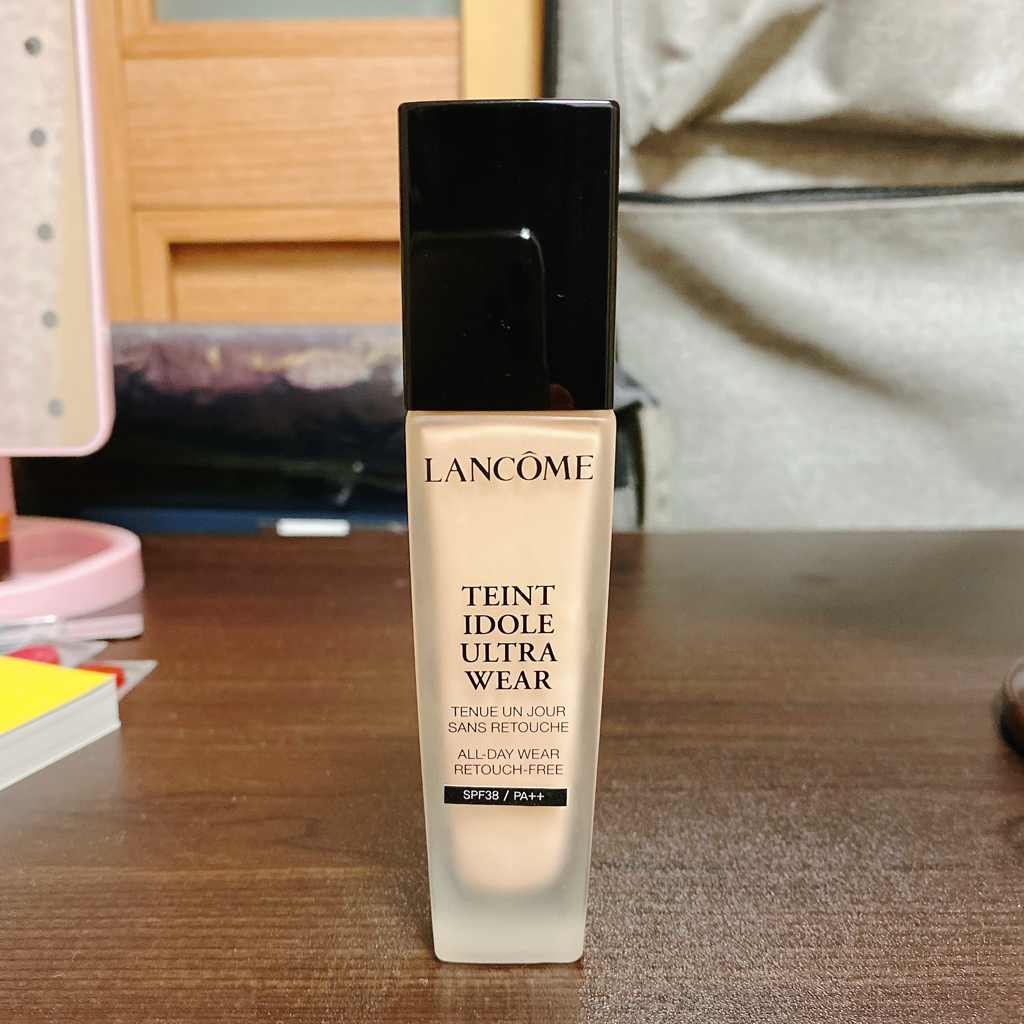 LANCÔME
TEINT
IDOLE
ULTRA
WEAR
TENUE UN JOUR
SANS RETOUCHE
ALL-DAY WEAR
RETOUCH-FREE
SPF38 / PA++